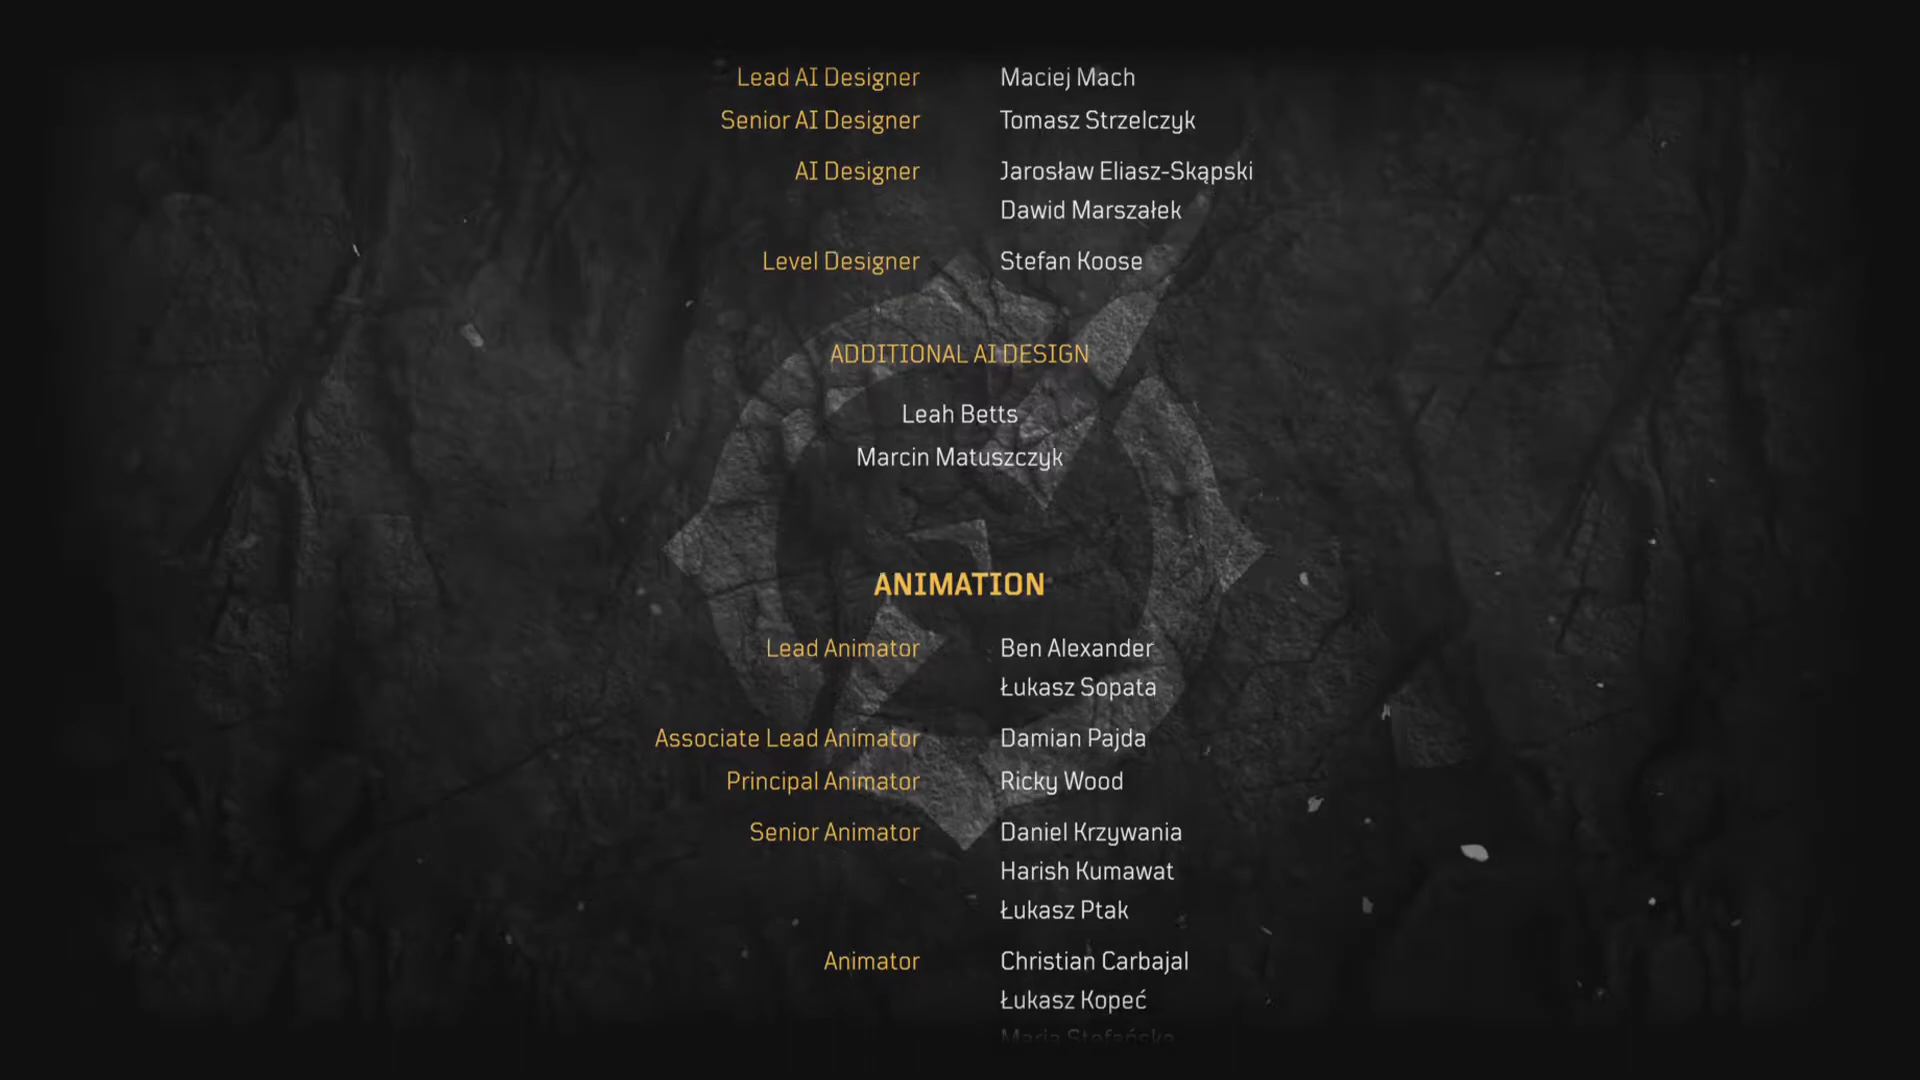 Lead AI Designer Maciej Mach
Senior AI Designer Tomasz Strzelczyk
AI Designer Jarosław Eliasz-Skąpski
Dawid Marszałek
Level Designer Stefan Koose
ADDITIONAL AI DESIGN
Leah Betts
Marcin Matuszczyk
ANIMATION
Lead Animator Ben Alexander
Łukasz Sopata
Associate Lead Animator Damian Pajda
Principal Animator Ricky Wood
Senior Animator Daniel Krzywania
Harish Kumawat
Łukasz Ptak
Animator Christian Carbajal
Łukasz Kopeć